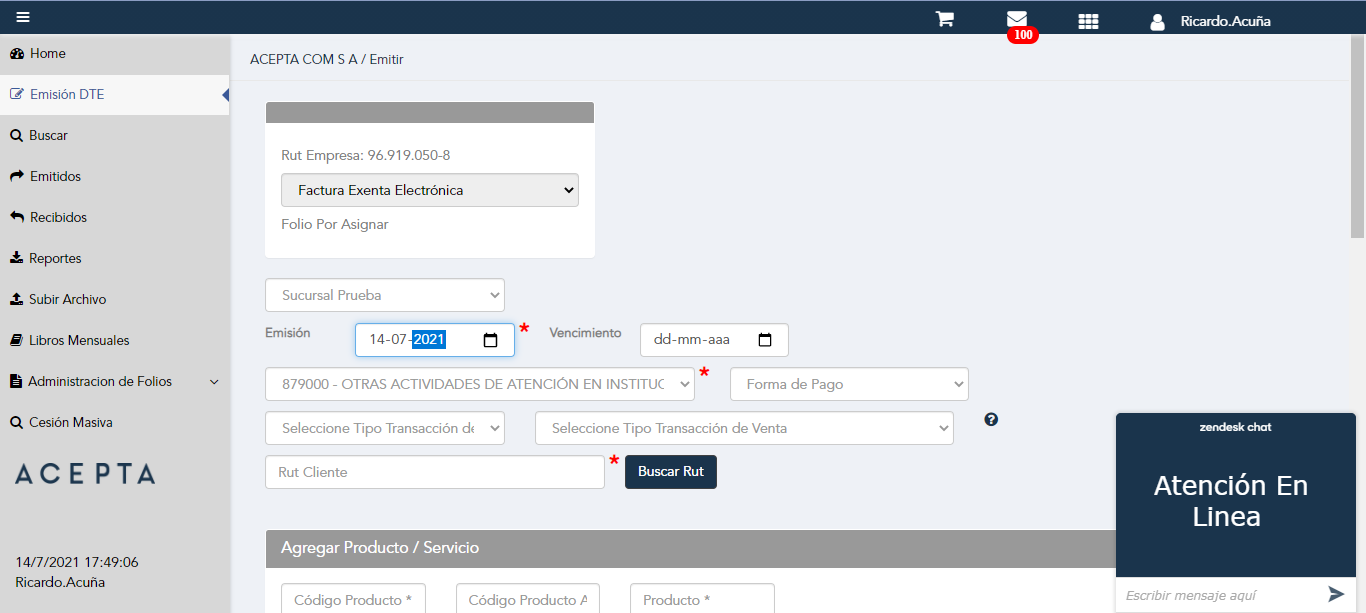 100
Ricardo.Acuña
Home
Emisión DTE
Buscar
Emitidos
Recibidos
Reportes
Subir Archivo
Libros Mensuales
Administracion de Folios
Cesión Masiva
ACEPTA
14/7/2021 17:49:06
Ricardo.Acuña
ACEPTA COM S A / Emitir
Rut Empresa: 96.919.050-8
Factura Exenta Electrónica
Folio Por Asignar
Sucursal Prueba
Emisión 14-07-2021 * Vencimiento dd-mm-aaa
879000 - OTRAS ACTIVIDADES DE ATENCIÓN EN INSTITUC * Forma de Pago
Seleccione Tipo Transacción de Seleccione Tipo Transacción de Venta ?
Rut Cliente * Buscar Rut
Agregar Producto / Servicio
Código Producto * Código Producto A Producto *
zendesk chat
Atención En
Linea
Escribir mensaje aquí